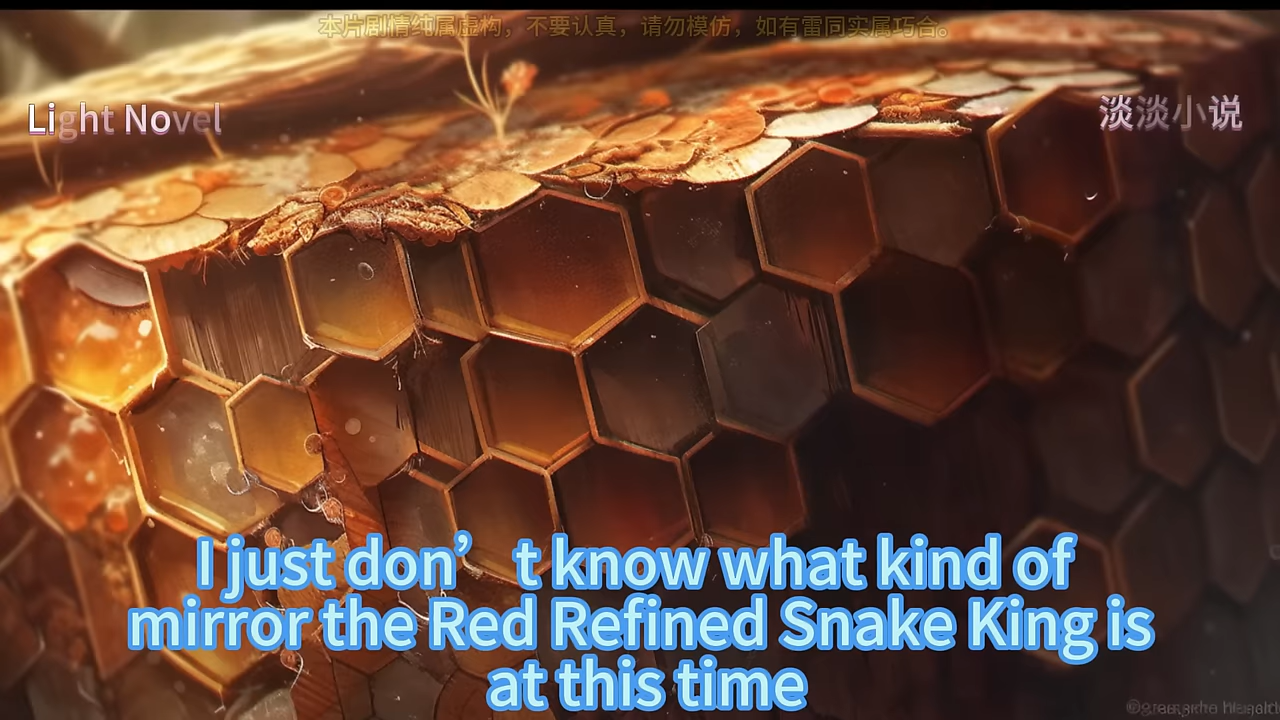 本片剧情纯属虚构，不要认真，请勿模仿，如有雷同实属巧合。
Light Novel
淡淡小说
I just don’t know what kind of
mirror the Red Refined Snake King is
at this time